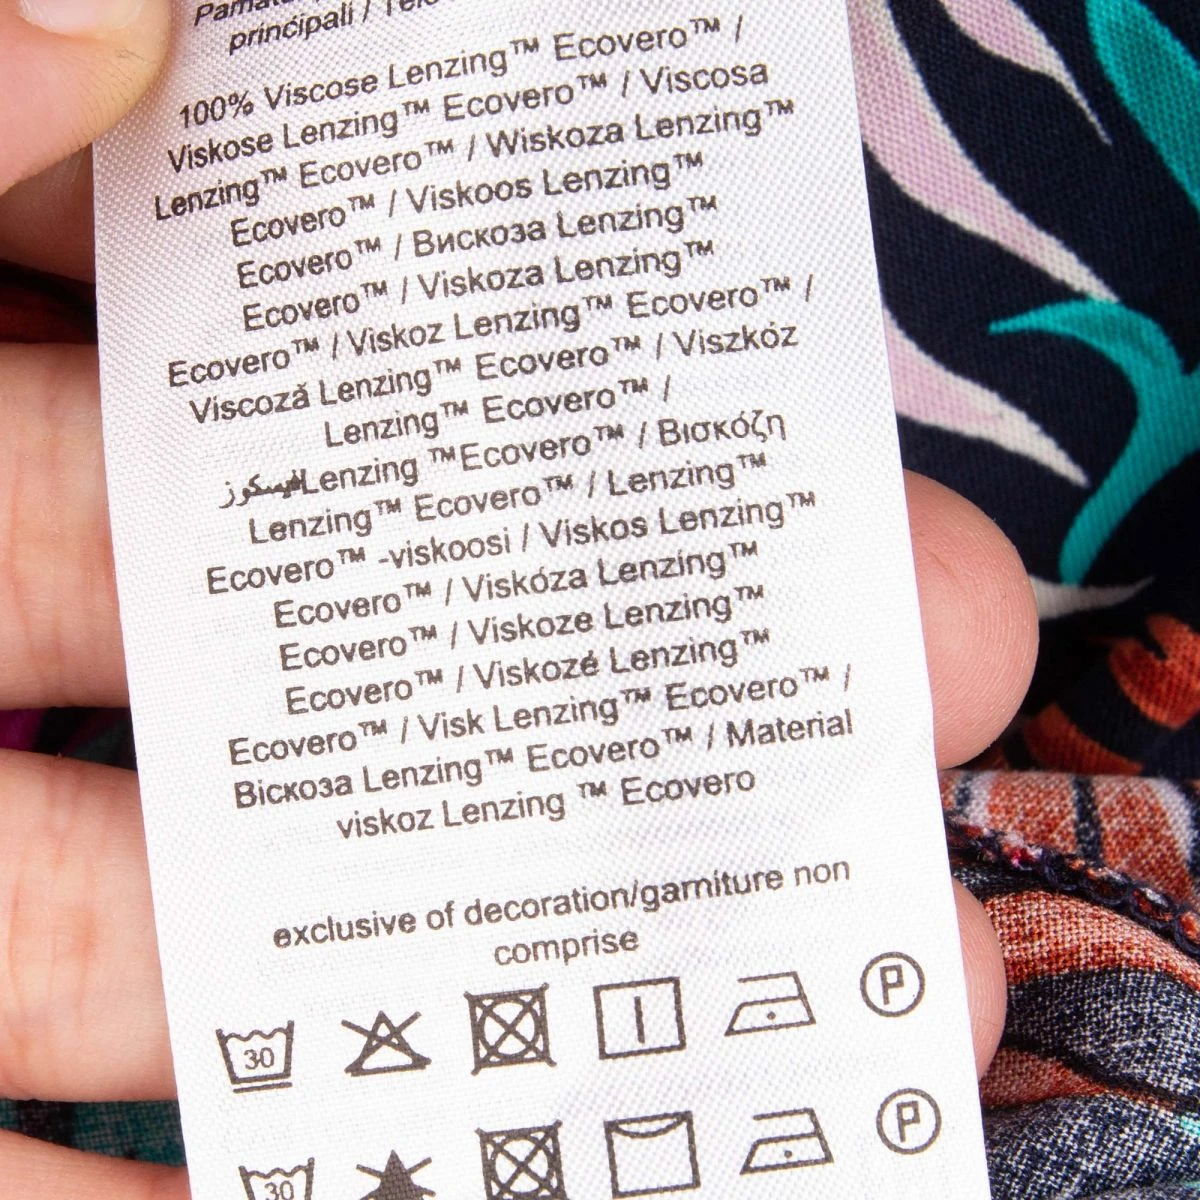 principali /
100% Viscose Lenzing™ Ecovero™ /
Viskose Lenzing™ Ecovero™ / Viscosa
Lenzing™ Ecovero™ / Wiskoza Lenzing™
Ecovero™ / Viskoos Lenzing™
Ecovero™ / Вискоза Lenzing™
Ecovero™ / Viskoza Lenzing™
Ecovero™ / Viskoz Lenzing™ Ecovero™ /
Viscoză Lenzing™ Ecovero™ / Viszkóz
Lenzing™ Ecovero™ /
فيسكوزLenzing ™Ecovero™ / Βισκόζη
Lenzing™ Ecovero™ / Lenzing™
Ecovero™ -viskoosi / Viskos Lenzing™
Ecovero™ / Viskóza Lenzing™
Ecovero™ / Viskoze Lenzing™
Ecovero™ / Viskozé Lenzing™
Ecovero™ / Visk Lenzing™ Ecovero™ /
Віскоза Lenzing™ Ecovero™ / Material
viskoz Lenzing ™ Ecovero
exclusive of decoration/garniture non
comprise
30 P
30 P